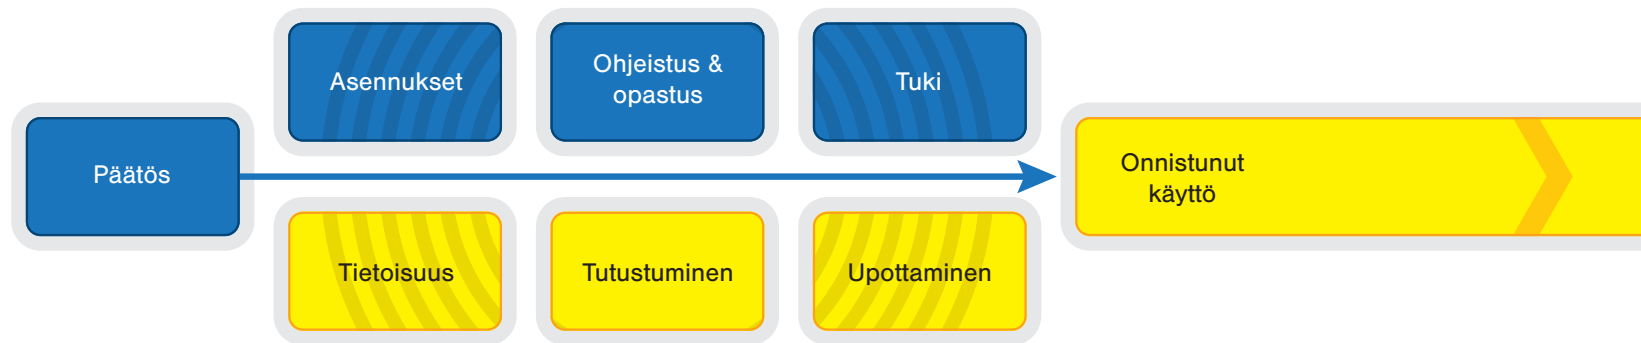 Päätös
Asennukset
Ohjeistus &
opastus
Tuki
Tietoisuus
Tutustuminen
Upottaminen
Onnistunut
käyttö